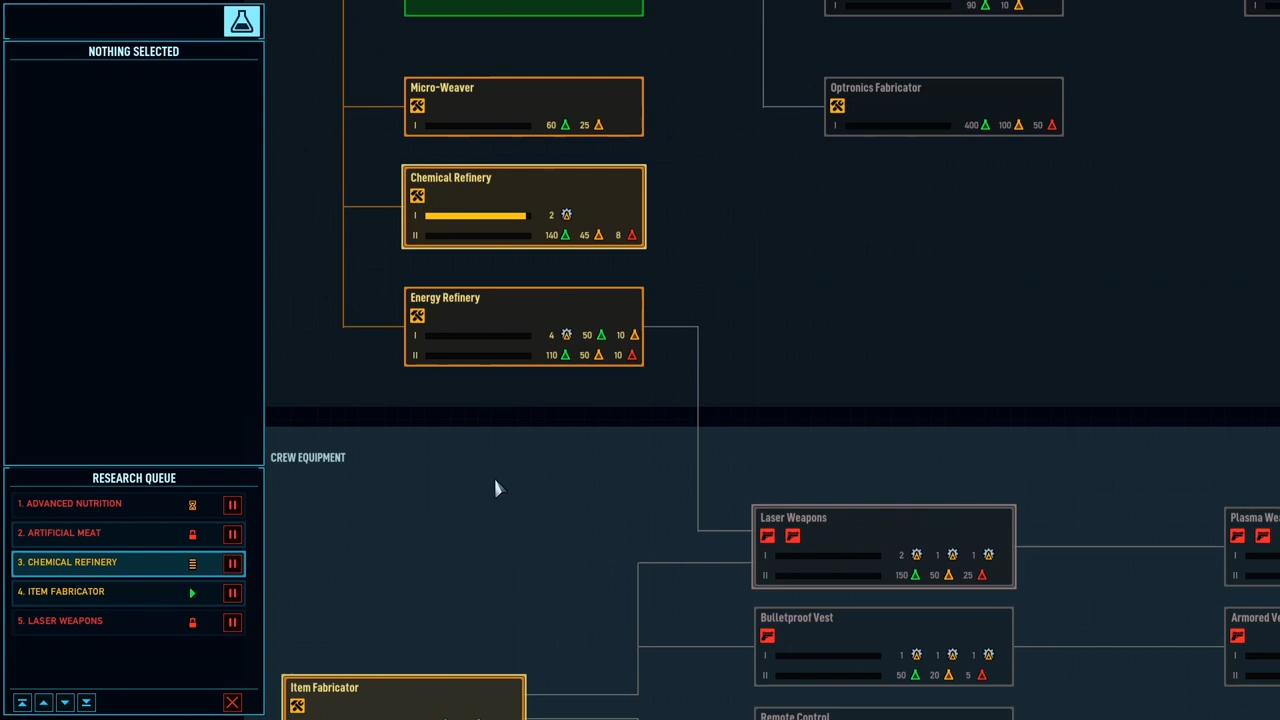 NOTHING SELECTED
90 10
I
I
Micro-Weaver
I 60 25
Optronics Fabricator
I 400 100 50
Chemical Refinery
I 2
II 140 45 8
Energy Refinery
I 4 50 10
II 110 50 10
CREW EQUIPMENT
RESEARCH QUEUE
1. ADVANCED NUTRITION
2. ARTIFICIAL MEAT
3. CHEMICAL REFINERY
4. ITEM FABRICATOR
5. LASER WEAPONS
Laser Weapons
I 2 1 1
II 150 50 25
Plasma We
I
II
Bulletproof Vest
I 1 1 1
II 50 20 5
Armored Ve
I
II
Item Fabricator
Remote Control